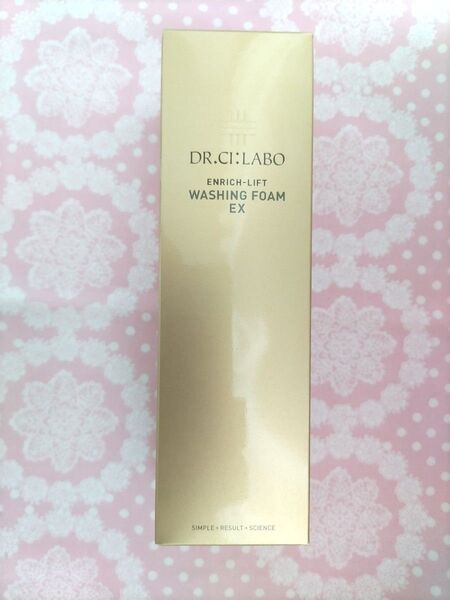 DR.CI:LABO
ENRICH-LIFT
WASHING FOAM
EX
SIMPLE + RESULT + SCIENCE